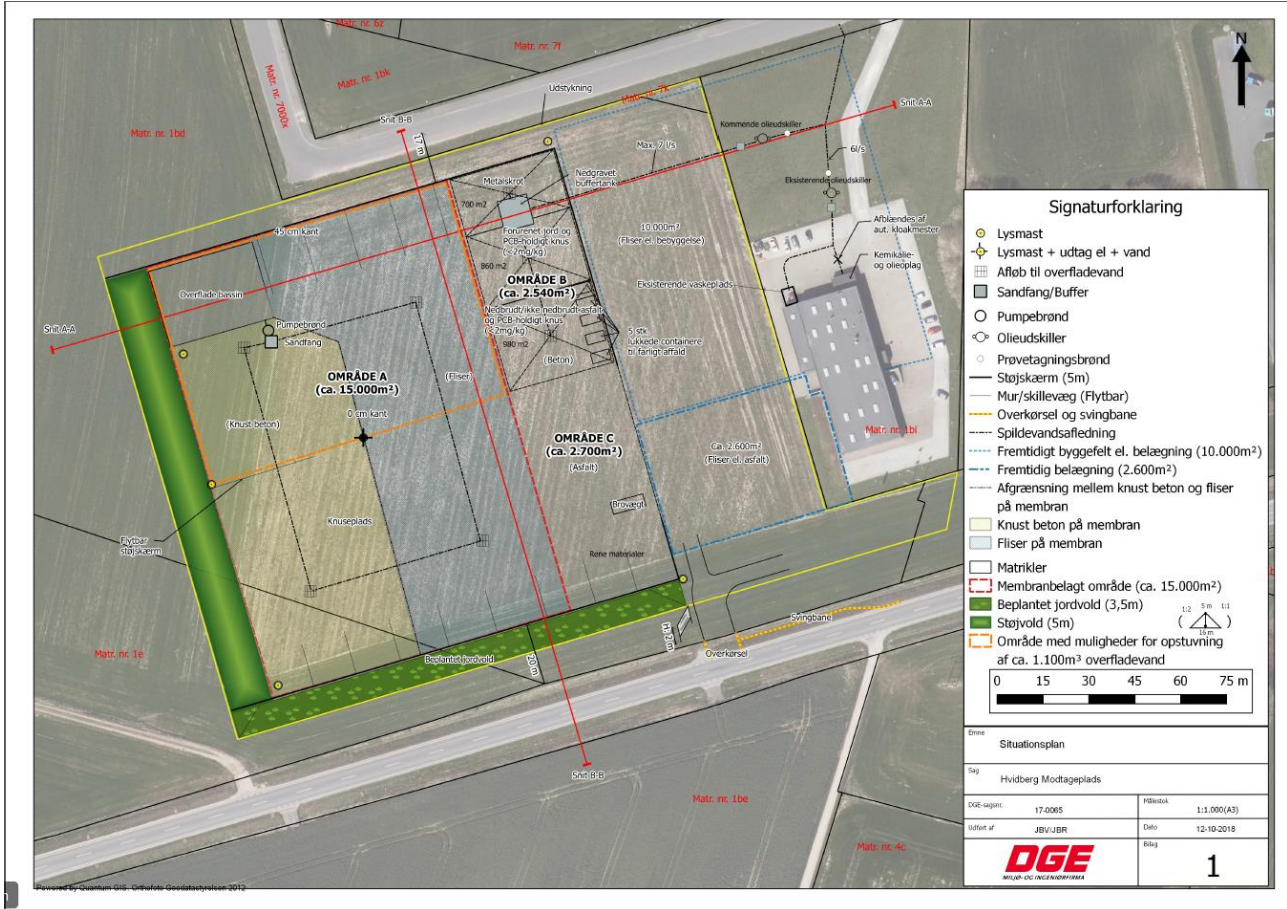 Matr. nr. 6z
Matr. nr. 7f
Matr. nr. 1bk
Matr. nr. 7000x
Matr. nr. 1bd
Matr. nr. 7k
Udstykning
Snit B-B
17 m
Snit A-A
Kommende olieudskiller
Max. 7 l/s
6l/s
Metalskrot
Nedgravet
buffertank
Eksisterende olieudskiller
700 m2
45 cm kant
Forurenet jord og
PCB-holdigt knus
(<2mg/kg)
860 m2
10.000m²
(Fliser el. bebyggelse)
Afblændes af
aut. kloakmester
Kemikalie-
og olieoplag
OMRÅDE B
(ca. 2.540m²)
Eksisterende vaskeplads
Overflade bassin
Nedbrudt/ikke nedbrudt-asfalt
og PCB-holdigt knus
(<2mg/kg)
980 m2
(Beton)
5 stk.
lukkede containere
til farligt affald
Snit A-A
Pumpebrønd
Sandfang
OMRÅDE A
(ca. 15.000m²)
(Fliser)
0 cm kant
(Knust beton)
OMRÅDE C
(ca. 2.700m²)
(Asfalt)
Ca. 2.600m²
(Fliser el. asfalt)
Matr. nr. 1bi
Brovægt
Knuseplads
Flytbar
støjskærm
Rene materialer
Matr. nr. 1e
Beplantet jordvold
20 m
H: 2 m
Svingbane
Overkørsel
Snit B-B
Matr. nr. 1be
Matr. nr. 4c
Powered by Quantum GIS. Orthofoto Geodatastyrelsen 2012
N
Signaturforklaring
Lysmast
Lysmast + udtag el + vand
Afløb til overfladevand
Sandfang/Buffer
Pumpebrønd
Olieudskiller
Prøvetagningsbrønd
Støjskærm (5m)
Mur/skillevæg (Flytbar)
Overkørsel og svingbane
Spildevandsafledning
Fremtidigt byggefelt el. belægning (10.000m²)
Fremtidig belægning (2.600m²)
Afgrænsning mellem knust beton og fliser
på membran
Knust beton på membran
Fliser på membran
Matrikler
Membranbelagt område (ca. 15.000m²)
Beplantet jordvold (3,5m)
Støjvold (5m)
1:2 5 m 1:1
( )
16 m
Område med muligheder for opstuvning
af ca. 1.100m³ overfladevand
0 15 30 45 60 75 m
Emne
Situationsplan
Sag
Hvidberg Modtageplads
DGE-sagsnr. 17-0065
Målestok 1:1.000(A3)
Udført af JBV/JBR
Dato 12-10-2018
DGE
MILJØ- OG INGENIØRFIRMA
Bilag
1